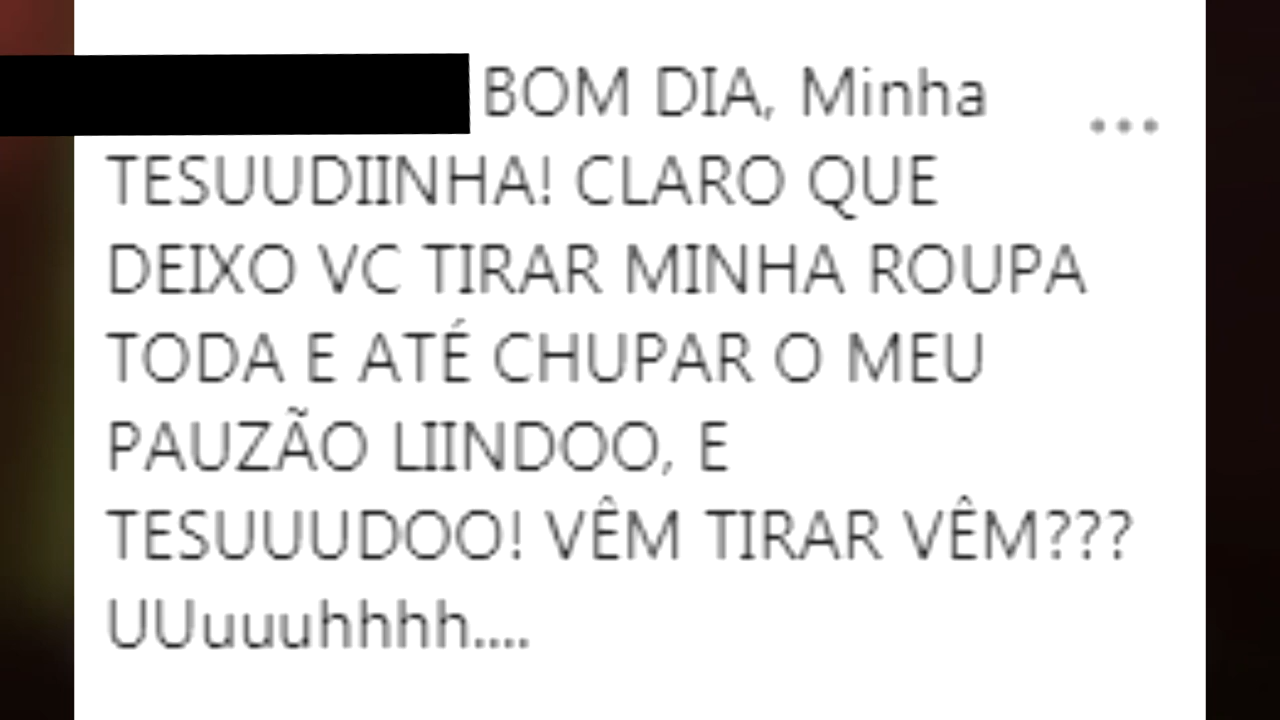 BOM DIA, Minha
TESUUDIINHA! CLARO QUE
DEIXO VC TIRAR MINHA ROUPA
TODA E ATÉ CHUPAR O MEU
PAUZÃO LIINDOO, E
TESUUUDOO! VÊM TIRAR VÊM???
UUuuuhhhh....